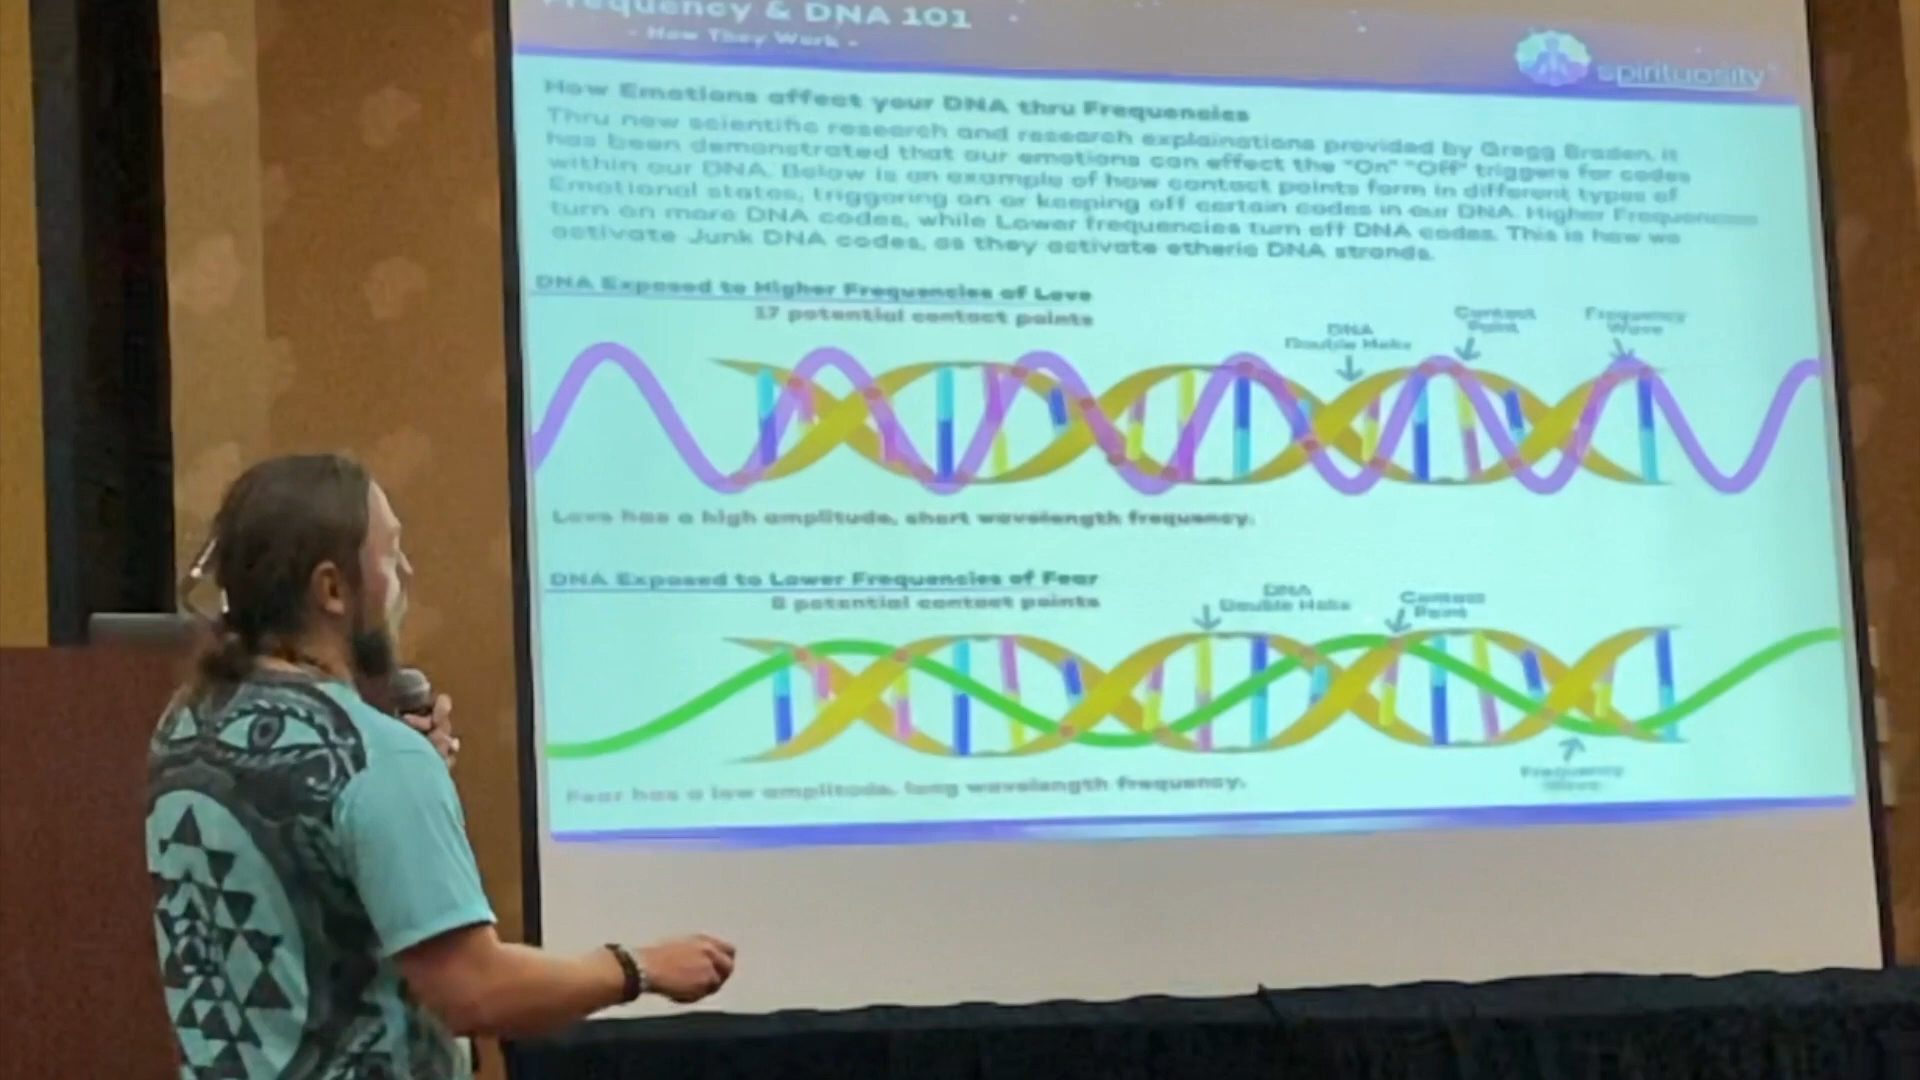 Frequency & DNA 101
- How They Work -
spirituosity
How Emotions affect your DNA thru Frequencies
Thru new scientific research and research explainations provided by Gregg Braden, it
has been demonstrated that our emotions can effect the "On" "Off" triggers for codes
within our DNA. Below is an example of how contact points form in different types of
Emotional states, triggering on or keeping off certain codes in our DNA. Higher Frequencies
turn on more DNA codes, while Lower frequencies turn off DNA codes. This is how we
activate Junk DNA codes, as they activate etheric DNA strands.
DNA Exposed to Higher Frequencies of Love
17 potential contact points
DNA
Double Helix
Contact
Point
Frequency
Wave
Love has a high amplitude, short wavelength frequency.
DNA Exposed to Lower Frequencies of Fear
8 potential contact points
DNA
Double Helix
Contact
Point
Frequency
Wave
Fear has a low amplitude, long wavelength frequency.